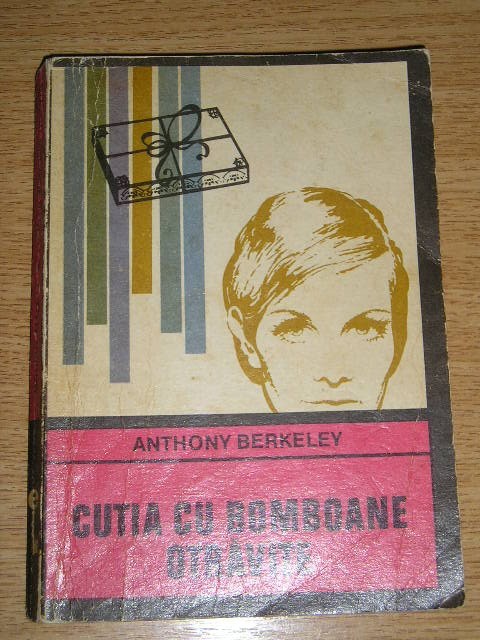 ANTHONY BERKELEY
CUTIA CU BOMBOANE
OTRĂVITE